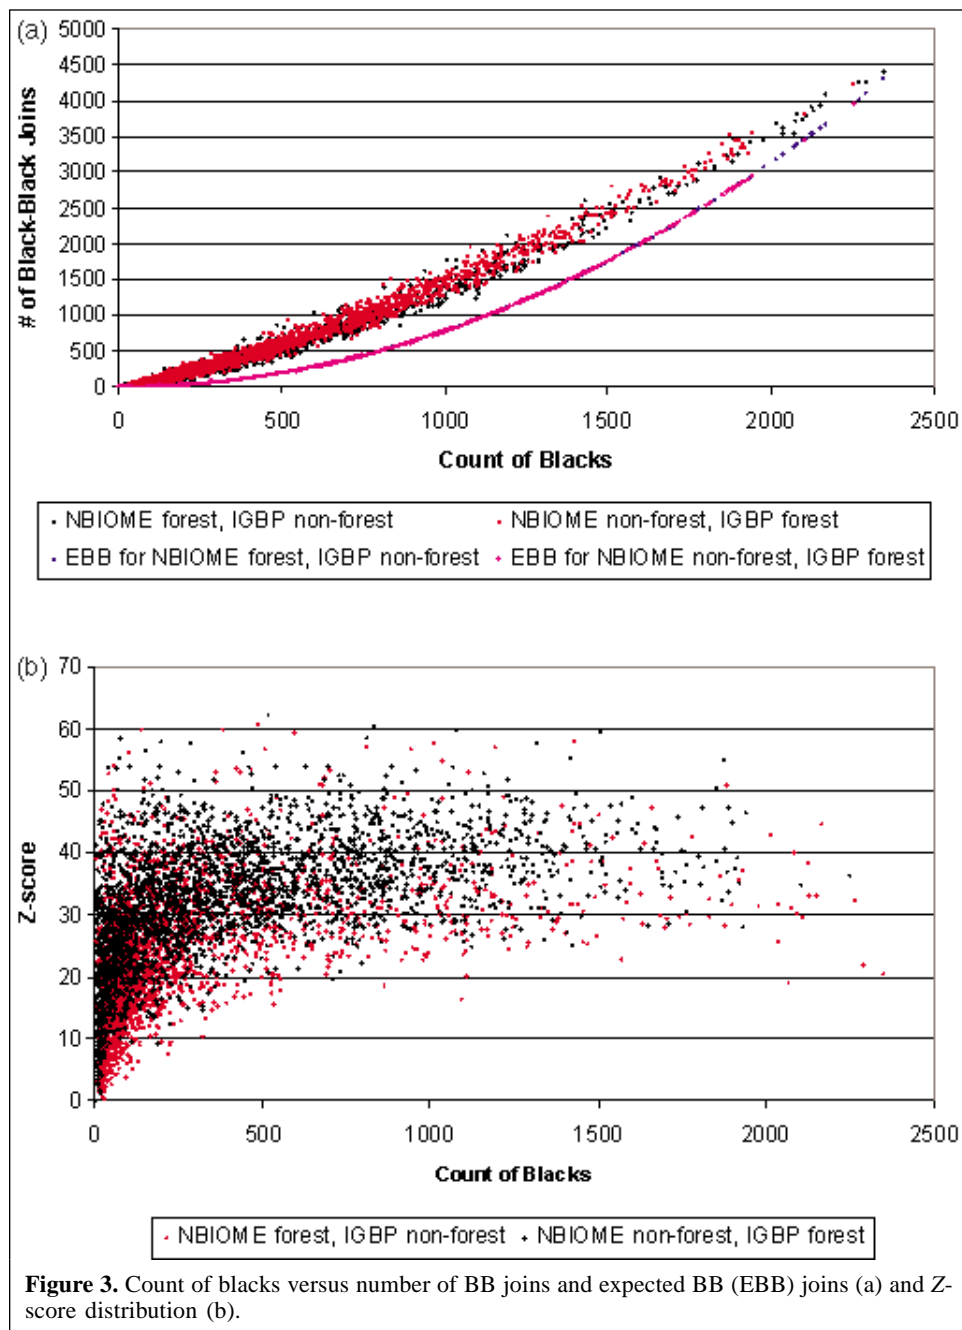 (a)
5000
4500
4000
3500
3000
2500
2000
1500
1000
500
0
# of Black-Black Joins
0 500 1000 1500 2000 2500
Count of Blacks
NBIOME forest, IGBP non-forest NBIOME non-forest, IGBP forest
EBB for NBIOME forest, IGBP non-forest EBB for NBIOME non-forest, IGBP forest
(b)
70
60
50
40
30
20
10
0
Z-score
0 500 1000 1500 2000 2500
Count of Blacks
NBIOME forest, IGBP non-forest NBIOME non-forest, IGBP forest
Figure 3. Count of blacks versus number of BB joins and expected BB (EBB) joins (a) and Z-
score distribution (b).